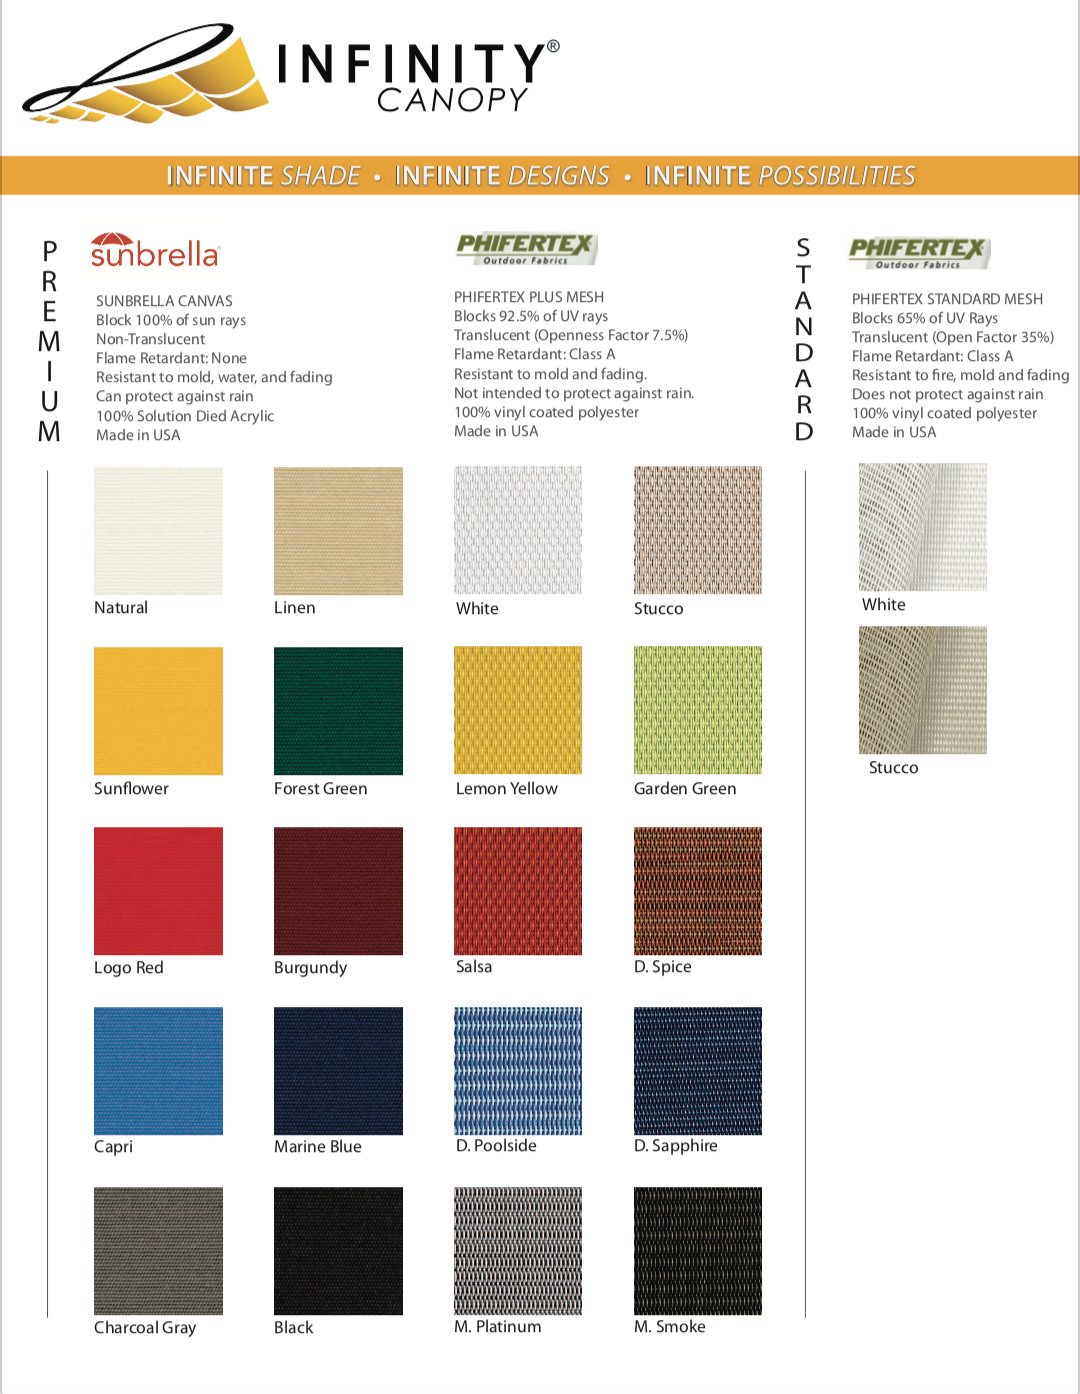 INFINITY®
CANOPY
INFINITE SHADE • INFINITE DESIGNS • INFINITE POSSIBILITIES
PREMIUM
sunbrella
SUNBRELLA CANVAS
Block 100% of sun rays
Non-Translucent
Flame Retardant: None
Resistant to mold, water, and fading
Can protect against rain
100% Solution Died Acrylic
Made in USA
PHIFERTEX
Outdoor Fabrics
PHIFERTEX PLUS MESH
Blocks 92.5% of UV rays
Translucent (Openness Factor 7.5%)
Flame Retardant: Class A
Resistant to mold and fading.
Not intended to protect against rain.
100% vinyl coated polyester
Made in USA
STANDARD
PHIFERTEX
Outdoor Fabrics
PHIFERTEX STANDARD MESH
Blocks 65% of UV Rays
Translucent (Open Factor 35%)
Flame Retardant: Class A
Resistant to fire, mold and fading
Does not protect against rain
100% vinyl coated polyester
Made in USA
Natural
Linen
White
Stucco
White
Sunflower
Forest Green
Lemon Yellow
Garden Green
Stucco
Logo Red
Burgundy
Salsa
D. Spice
Capri
Marine Blue
D. Poolside
D. Sapphire
Charcoal Gray
Black
M. Platinum
M. Smoke